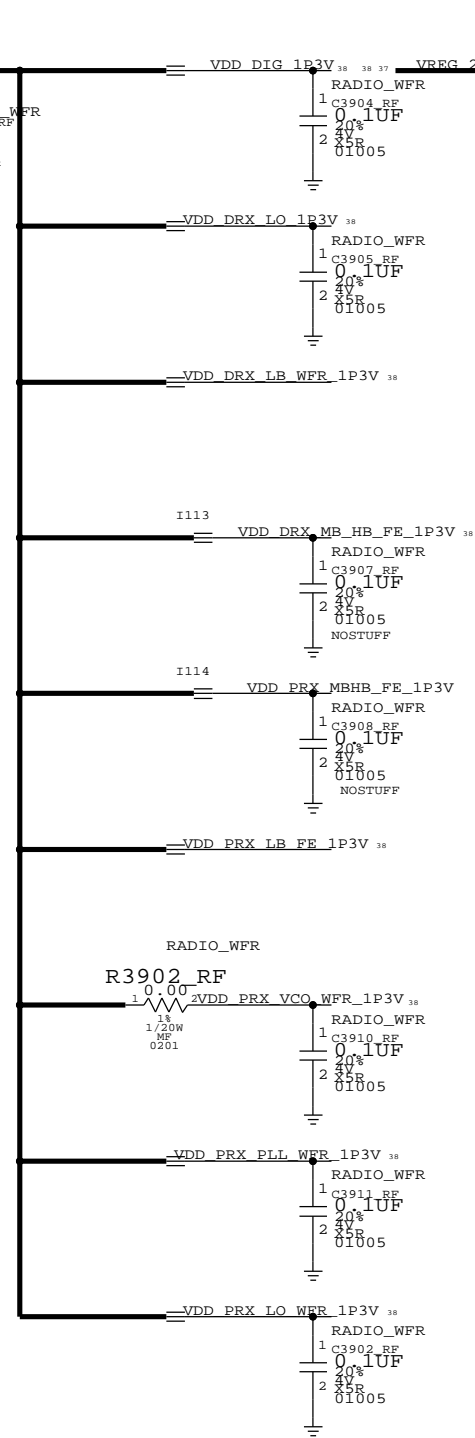 VDD_DIG_1P3V 38 38 37 VREG_2
RADIO_WFR
1 C3904_RF
0.1UF
20%
4V
2 X5R
01005
_WFR
RF
VDD_DRX_LO_1P3V 38
RADIO_WFR
1 C3905_RF
0.1UF
20%
4V
2 X5R
01005
VDD_DRX_LB_WFR_1P3V 38
I113
VDD_DRX_MB_HB_FE_1P3V 38
RADIO_WFR
1 C3907_RF
0.1UF
20%
4V
2 X5R
01005
NOSTUFF
I114
VDD_PRX_MBHB_FE_1P3V
RADIO_WFR
1 C3908_RF
0.1UF
20%
4V
2 X5R
01005
NOSTUFF
VDD_PRX_LB_FE_1P3V 38
RADIO_WFR
R3902_RF
0.00
1 2 VDD_PRX_VCO_WFR_1P3V 38
1%
1/20W
MF
0201
RADIO_WFR
1 C3910_RF
0.1UF
20%
4V
2 X5R
01005
VDD_PRX_PLL_WFR_1P3V 38
RADIO_WFR
1 C3911_RF
0.1UF
20%
4V
2 X5R
01005
VDD_PRX_LO_WFR_1P3V 38
RADIO_WFR
1 C3902_RF
0.1UF
20%
4V
2 X5R
01005